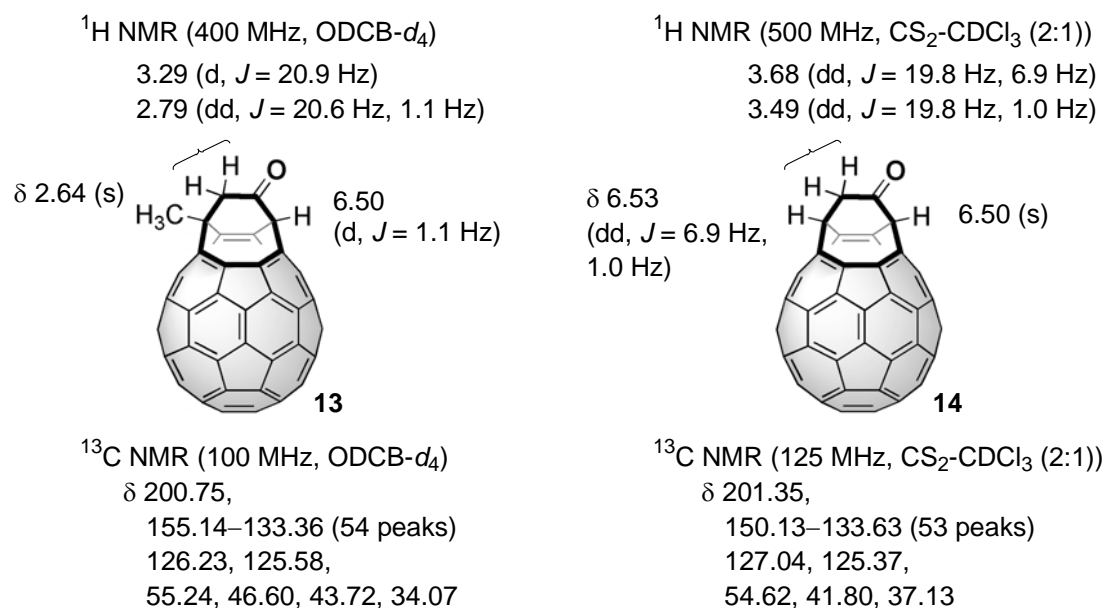 ¹H NMR (400 MHz, ODCB-d₄)
3.29 (d, J = 20.9 Hz)
2.79 (dd, J = 20.6 Hz, 1.1 Hz)
H
H
O
δ 2.64 (s)
H₃C
H
6.50
(d, J = 1.1 Hz)
13
¹³C NMR (100 MHz, ODCB-d₄)
δ 200.75,
155.14–133.36 (54 peaks)
126.23, 125.58,
55.24, 46.60, 43.72, 34.07
¹H NMR (500 MHz, CS₂-CDCl₃ (2:1))
3.68 (dd, J = 19.8 Hz, 6.9 Hz)
3.49 (dd, J = 19.8 Hz, 1.0 Hz)
H
H
O
δ 6.53
(dd, J = 6.9 Hz,
1.0 Hz)
H
H
6.50 (s)
14
¹³C NMR (125 MHz, CS₂-CDCl₃ (2:1))
δ 201.35,
150.13–133.63 (53 peaks)
127.04, 125.37,
54.62, 41.80, 37.13